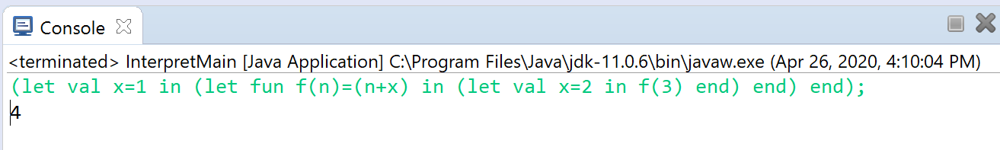 Console
<terminated> InterpretMain [Java Application] C:\Program Files\Java\jdk-11.0.6\bin\javaw.exe (Apr 26, 2020, 4:10:04 PM)
(let val x=1 in (let fun f(n)=(n+x) in (let val x=2 in f(3) end) end) end);
4